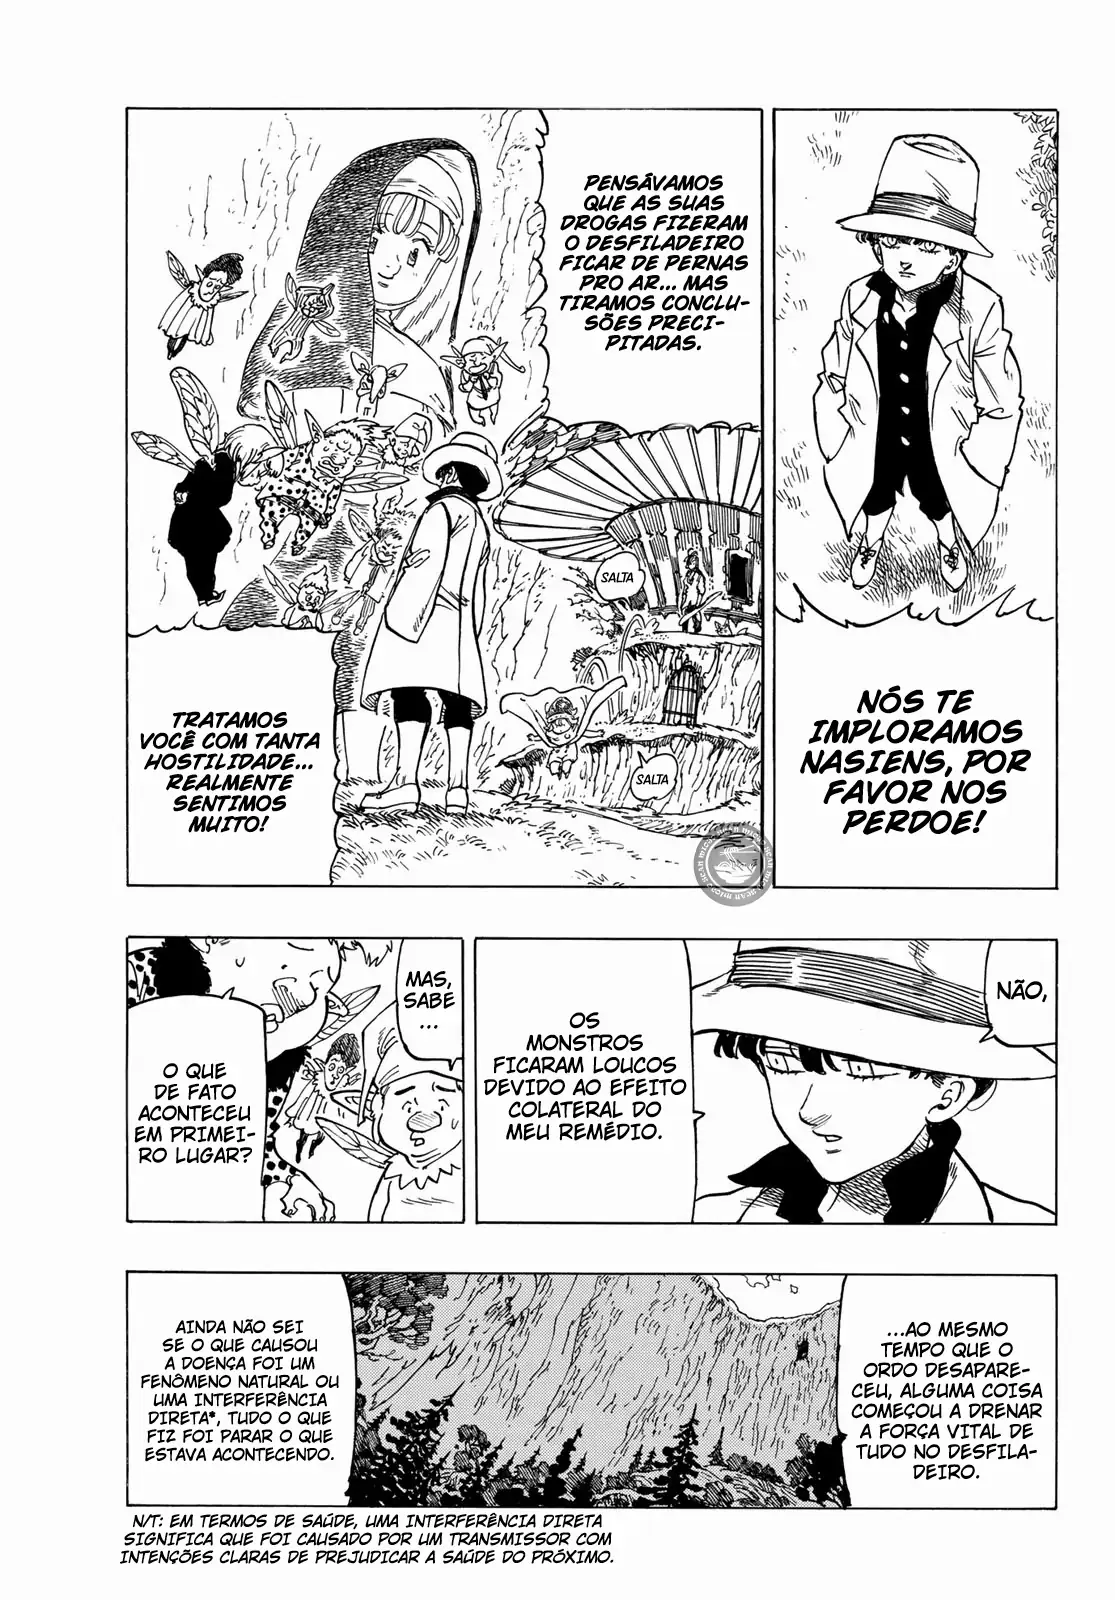 NÓS TE
IMPLORAMOS
NASIENS, POR
FAVOR NOS
PERDOE!
PENSÁVAMOS
QUE AS SUAS
DROGAS FIZERAM
O DESFILADEIRO
FICAR DE PERNAS
PRO AR... MAS
TIRAMOS CONCLU-
SÕES PRECI-
PITADAS.
SALTA
SALTA
TRATAMOS
VOCÊ COM TANTA
HOSTILIDADE...
REALMENTE
SENTIMOS
MUITO!
NÃO,
OS
MONSTROS
FICARAM LOUCOS
DEVIDO AO EFEITO
COLATERAL DO
MEU REMÉDIO.
MAS,
SABE
...
O QUE
DE FATO
ACONTECEU
EM PRIMEI-
RO LUGAR?
...AO MESMO
TEMPO QUE O
ORDO DESAPARE-
CEU, ALGUMA COISA
COMEÇOU A DRENAR
A FORÇA VITAL DE
TUDO NO DESFILA-
DEIRO.
AINDA NÃO SEI
SE O QUE CAUSOU
A DOENÇA FOI UM
FENÔMENO NATURAL OU
UMA INTERFERÊNCIA
DIRETA*, TUDO O QUE
FIZ FOI PARAR O QUE
ESTAVA ACONTECENDO.
N/T: EM TERMOS DE SAÚDE, UMA INTERFERÊNCIA DIRETA
SIGNIFICA QUE FOI CAUSADO POR UM TRANSMISSOR COM
INTENÇÕES CLARAS DE PREJUDICAR A SAÚDE DO PRÓXIMO.